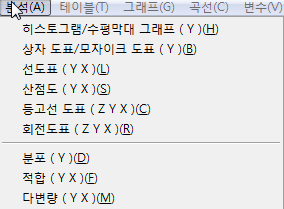 분석(A) 테이블(T) 그래프(G) 곡선(C) 변수(V)
히스토그램/수평막대 그래프 ( Y )(H)
상자 도표/모자이크 도표 ( Y )(B)
선도표 ( Y X )(L)
산점도 ( Y X )(S)
등고선 도표 ( Z Y X )(C)
회전도표 ( Z Y X )(R)
분포 ( Y )(D)
적합 ( Y X )(F)
다변량 ( Y X )(M)